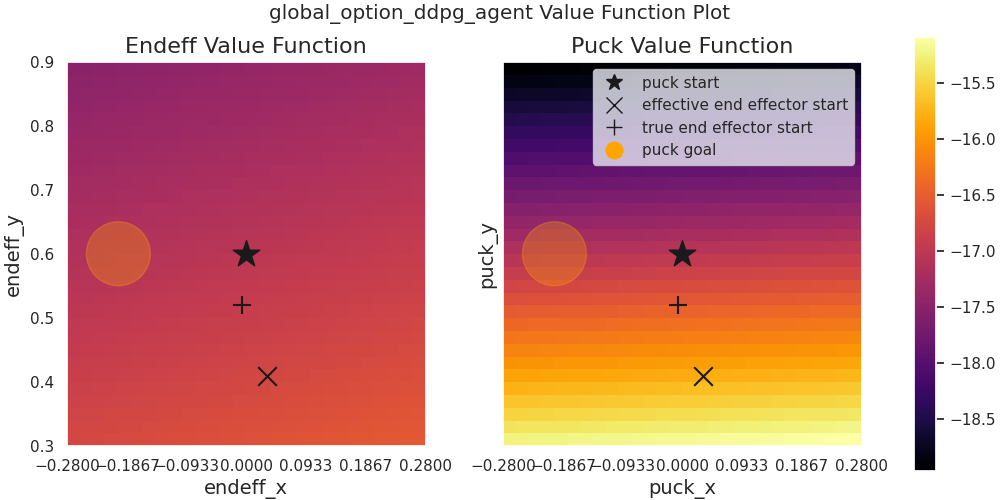 global_option_ddpg_agent Value Function Plot
Endeff Value Function
Puck Value Function
0.9
0.8
0.7
0.6
0.5
0.4
0.3
endeff_y
−0.2800 −0.1867 −0.0933 0.0000 0.0933 0.1867 0.2800
endeff_x
puck_y
puck start
effective end effector start
true end effector start
puck goal
−0.2800 −0.1867 −0.0933 0.0000 0.0933 0.1867 0.2800
puck_x
−15.5
−16.0
−16.5
−17.0
−17.5
−18.0
−18.5